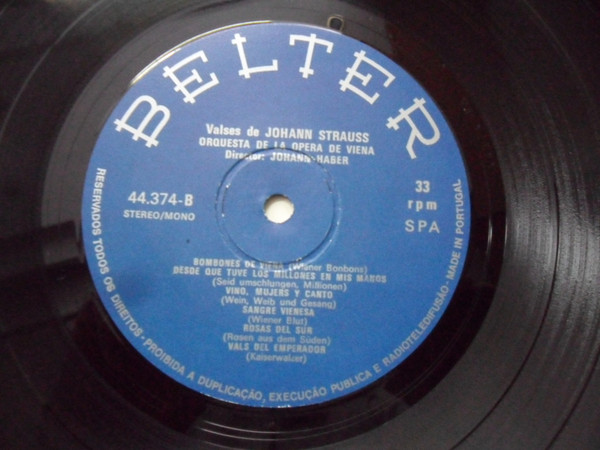 BELTER
Valses de JOHANN STRAUSS
ORQUESTA DE LA OPERA DE VIENA
Director: JOHANN HABER
44.374-B
STEREO/MONO
33
rpm
SPA
BOMBONES DE VIENA (Wiener Bonbons)
DESDE QUE TUVE LOS MILLONES EN MIS MANOS
(Seid umschlungen, Millionen)
VINO, MUJERS Y CANTO
(Wein, Weib und Gesang)
SANGRE VIENESA
(Wiener Blut)
ROSAS DEL SUR
(Rosen aus dem Süden)
VALS DEL EMPERADOR
(Kaiserwalzer)
RESERVADOS TODOS OS DIREITOS - PROIBIDA A DUPLICAÇÃO, EXECUÇÃO PUBLICA E RADIOTELEDIFUSÃO - MADE IN PORTUGAL